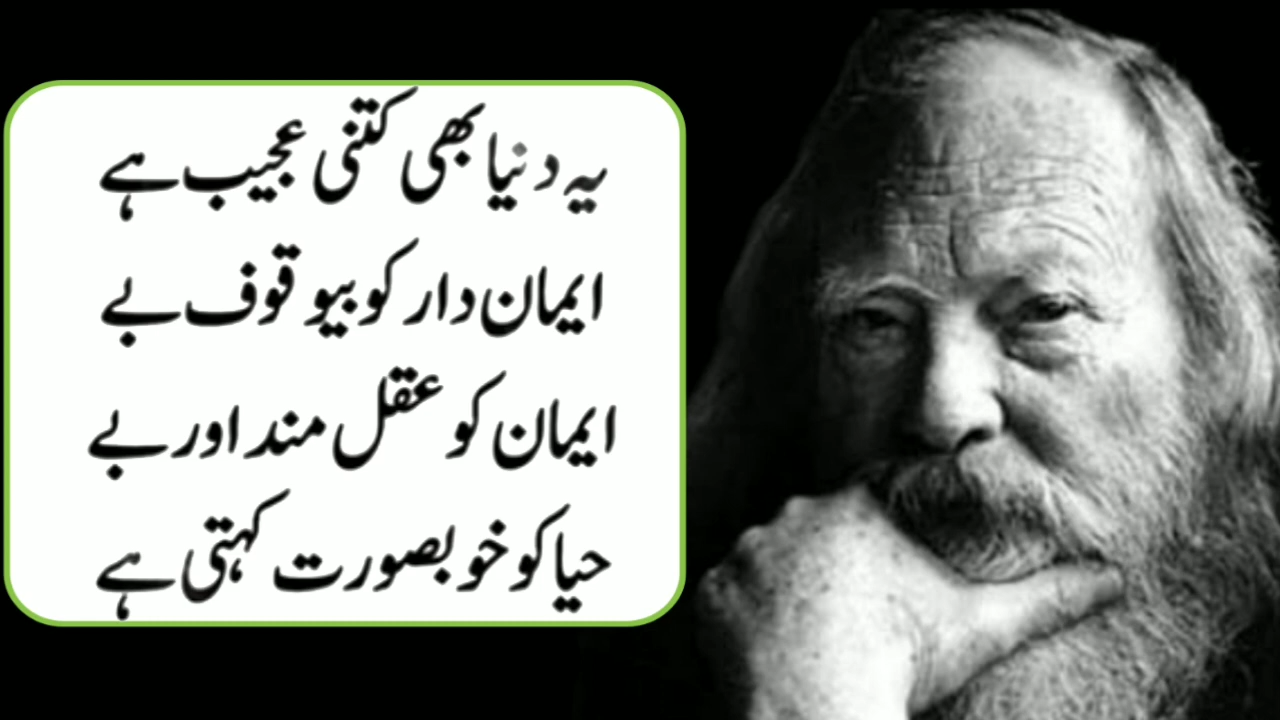 یہ دنیا بھی کتنی عجیب ہے
ایمان دار کو بیوقوف بے
ایمان کو عقل مند اور بے
حیا کو خوبصورت کہتی ہے